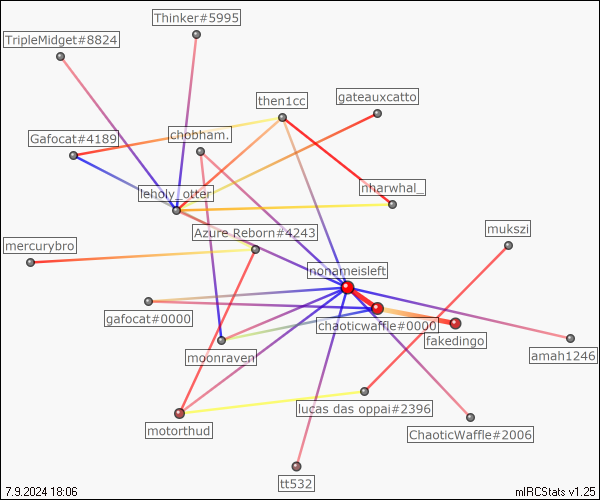 Thinker#5995
TripleMidget#8824
then1cc
gateauxcatto
Gafocat#4189
chobham.
nharwhal_
leholy_otter
Azure Reborn#4243
mukszi
mercurybro
nonameisleft
gafocat#0000
chaoticwaffle#0000
fakedingo
moonraven
amah1246
lucas das oppai#2396
motorthud
ChaoticWaffle#2006
tt532
7.9.2024 18:06
mIRCStats v1.25